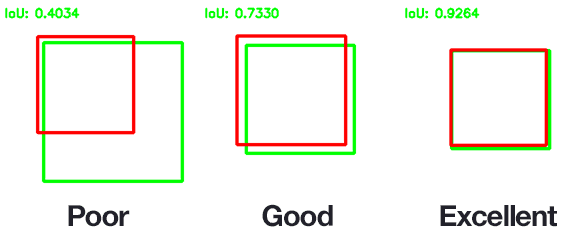 IoU: 0.4034
IoU: 0.7330
IoU: 0.9264
Poor
Good
Excellent